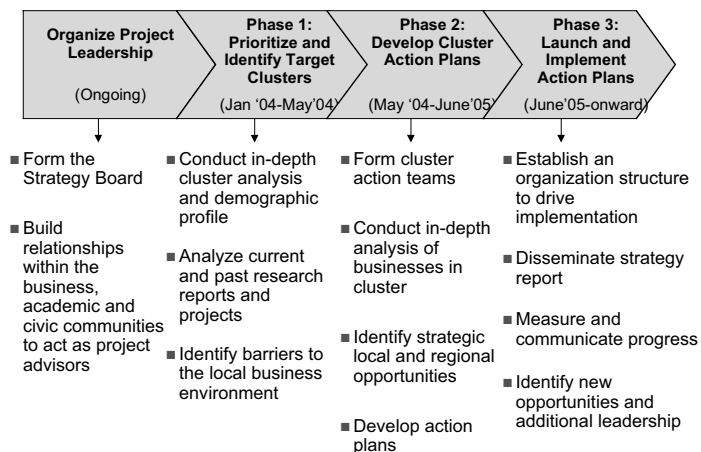 Organize Project
Leadership
(Ongoing)
Phase 1:
Prioritize and
Identify Target
Clusters
(Jan '04-May'04)
Phase 2:
Develop Cluster
Action Plans
(May '04-June'05)
Phase 3:
Launch and
Implement
Action Plans
(June'05-onward)
■ Form the
Strategy Board
■ Build
relationships
within the
business,
academic and
civic communities
to act as project
advisors
■ Conduct in-depth
cluster analysis
and demographic
profile
■ Analyze current
and past research
reports and
projects
■ Identify barriers to
the local business
environment
■ Form cluster
action teams
■ Conduct in-depth
analysis of
businesses in
cluster
■ Identify strategic
local and regional
opportunities
■ Develop action
plans
■ Establish an
organization structure
to drive
implementation
■ Disseminate strategy
report
■ Measure and
communicate progress
■ Identify new
opportunities and
additional leadership